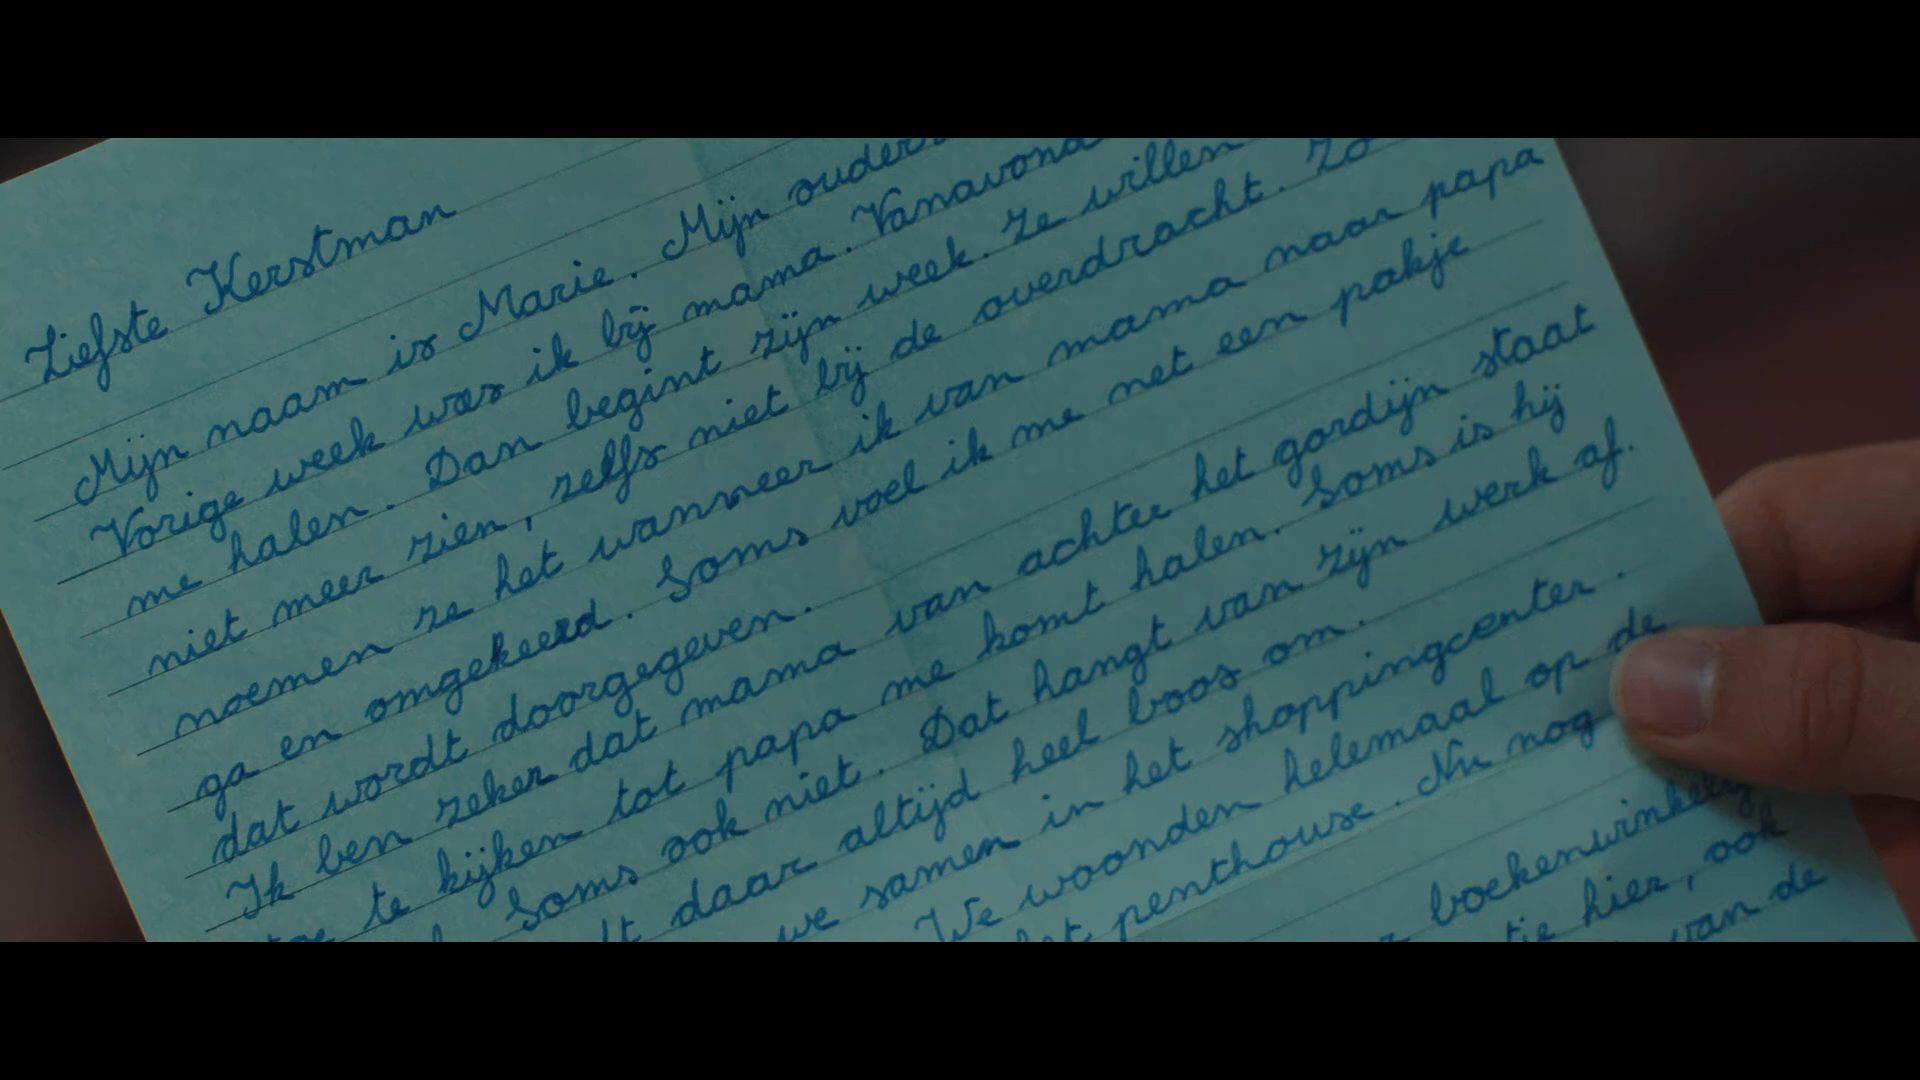 Liefste Kerstman
Mijn naam is Marie. Mijn ouders
Vorige week was ik bij mama. Vanavond
me halen. Dan begint zijn week. Ze willen
niet meer zien, zelfs niet bij de overdracht. Zo
noemen ze het wanneer ik van mama naar papa
ga en omgekeerd. Soms voel ik me net een pakje
dat wordt doorgegeven.
Ik ben zeker dat mama van achter het gordijn staat
te kijken tot papa me komt halen. Soms is hij
Soms ook niet. Dat hangt van zijn werk af.
daar altijd heel boos om.
we samen in het shoppingcenter.
We woonden helemaal op de
penthouse. Nu nog
hier, ook
van de